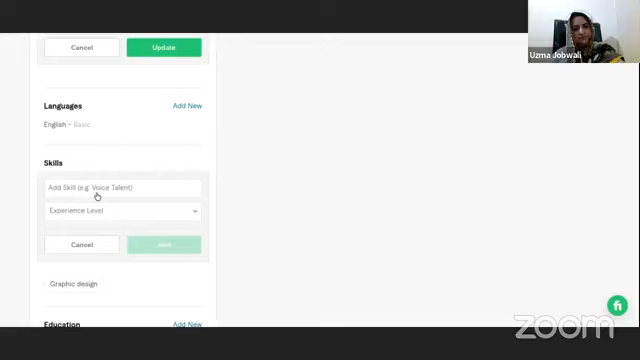 Cancel
Update
Uzma Jobwali
Languages
Add New
English – Basic
Skills
Add Skill (e.g. Voice Talent)
Experience Level
Cancel
Graphic design
Education
Add New
fi
zoom